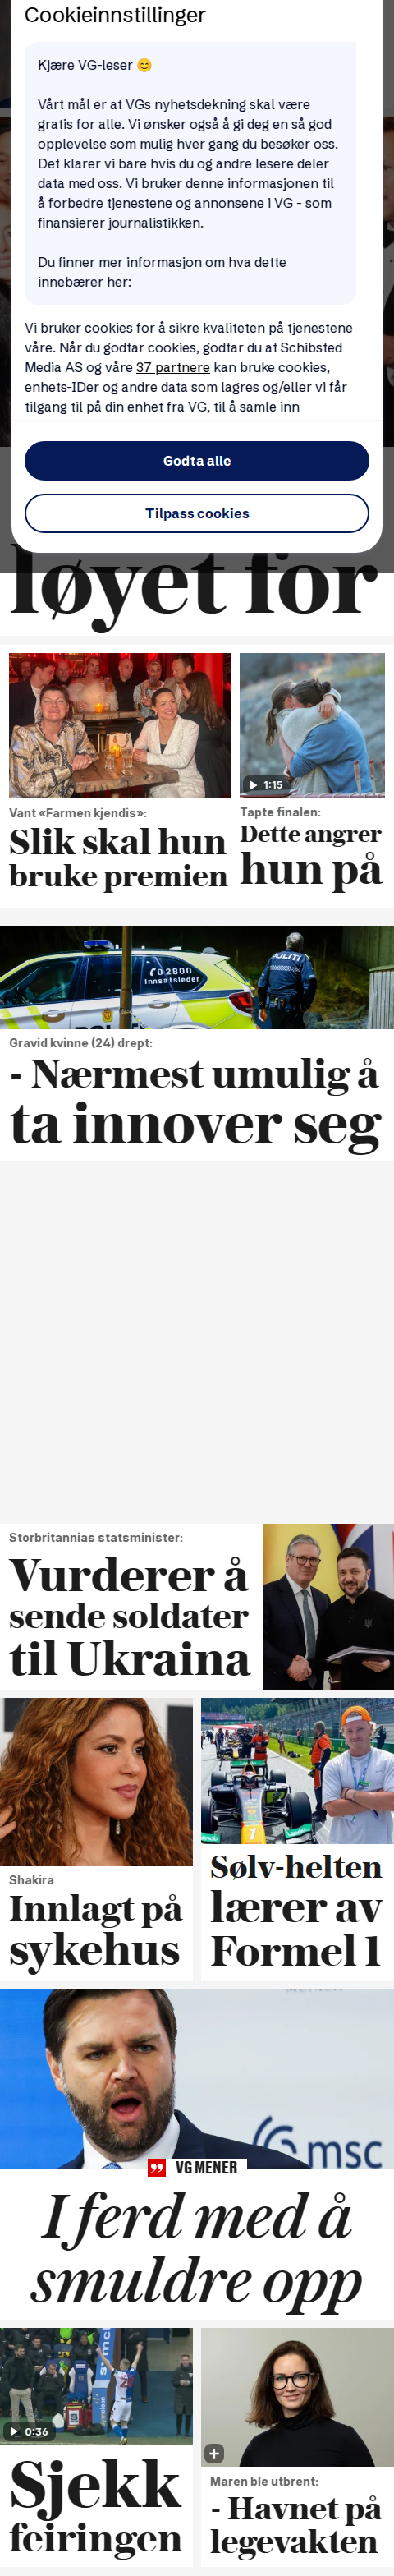 Cookieinnstillinger
Kjære VG-leser 😊
Vårt mål er at VGs nyhetsdekning skal være
gratis for alle. Vi ønsker også å gi deg en så god
opplevelse som mulig hver gang du besøker oss.
Det klarer vi bare hvis du og andre lesere deler
data med oss. Vi bruker denne informasjonen til
å forbedre tjenestene og annonsene i VG - som
finansierer journalistikken.
Du finner mer informasjon om hva dette
innebærer her:
Vi bruker cookies for å sikre kvaliteten på tjenestene
våre. Når du godtar cookies, godtar du at Schibsted
Media AS og våre 37 partnere kan bruke cookies,
enhets-IDer og andre data som lagres og/eller vi får
tilgang til på din enhet fra VG, til å samle inn
Godta alle
Tilpass cookies
løyet for
1:15
Vant «Farmen kjendis»:
Slik skal hun
bruke premien
Tapte finalen:
Dette angrer
hun på
02800
Innsatsleder
POLITI
Gravid kvinne (24) drept:
- Nærmest umulig å
ta innover seg
Storbritannias statsminister:
Vurderer å
sende soldater
til Ukraina
Shakira
Innlagt på
sykehus
1
Sølv-helten
lærer av
Formel 1
msc
VG MENER
I ferd med å
smuldre opp
0:36
Sjekk
feiringen
Maren ble utbrent:
- Havnet på
legevakten